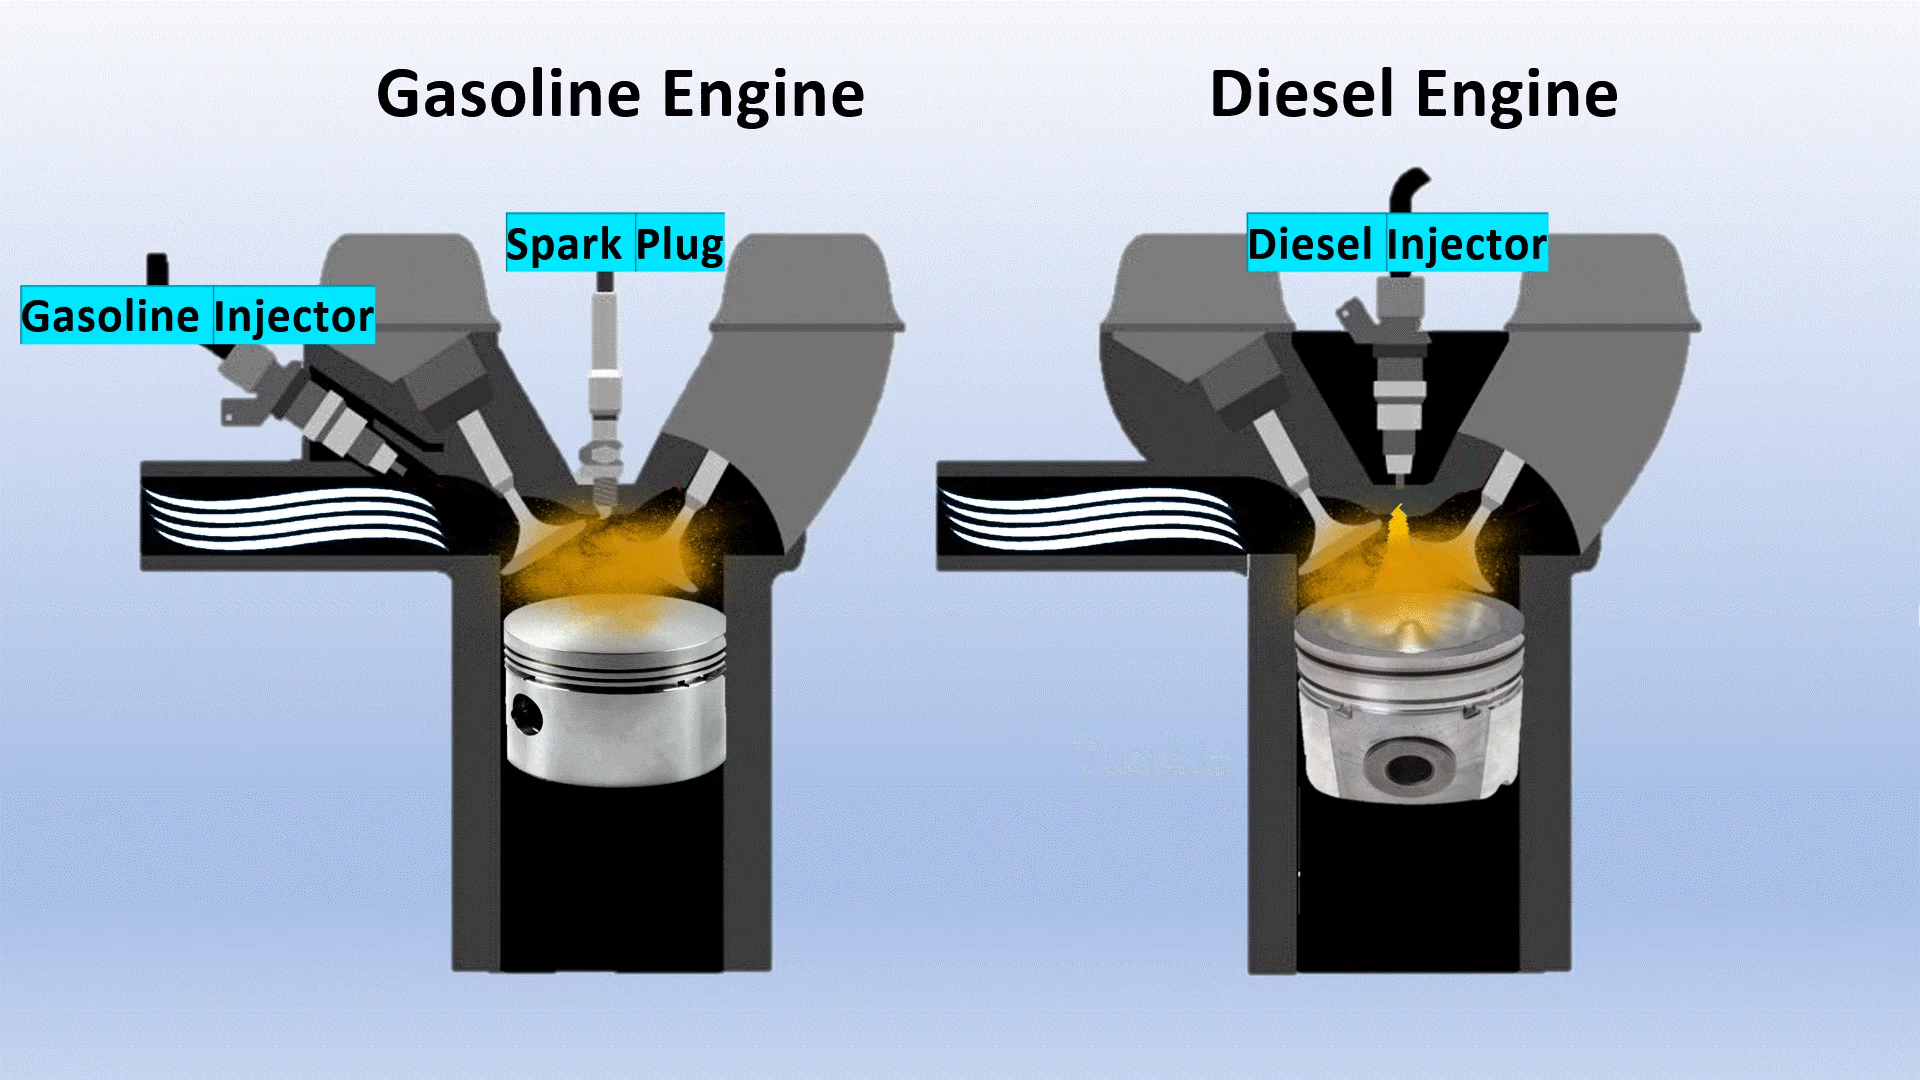 Gasoline Engine
Diesel Engine
Spark Plug
Diesel Injector
Gasoline Injector